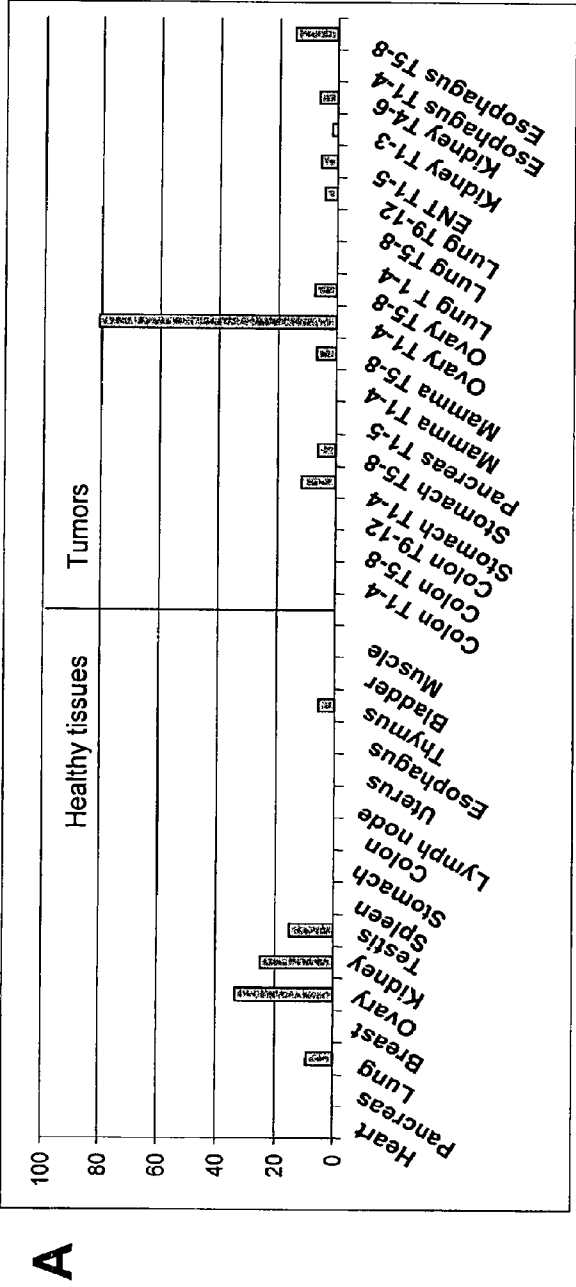 A
Healthy tissues
Tumors
100
80
60
40
20
0
Heart
Pancreas
Lung
Breast
Ovary
Kidney
Testis
Spleen
Stomach
Colon
Lymph node
Uterus
Esophagus
Thymus
Bladder
Muscle
Colon T1-4
Colon T5-8
Colon T9-12
Stomach T1-4
Stomach T5-8
Pancreas T1-5
Mamma T1-4
Mamma T5-8
Ovary T1-4
Ovary T5-8
Lung T 1-4
Lung T5-8
Lung T9-12
ENT T1-5
Kidney T1-3
Kidney T4-6
Esophagus T1-4
Esophagus T5-8